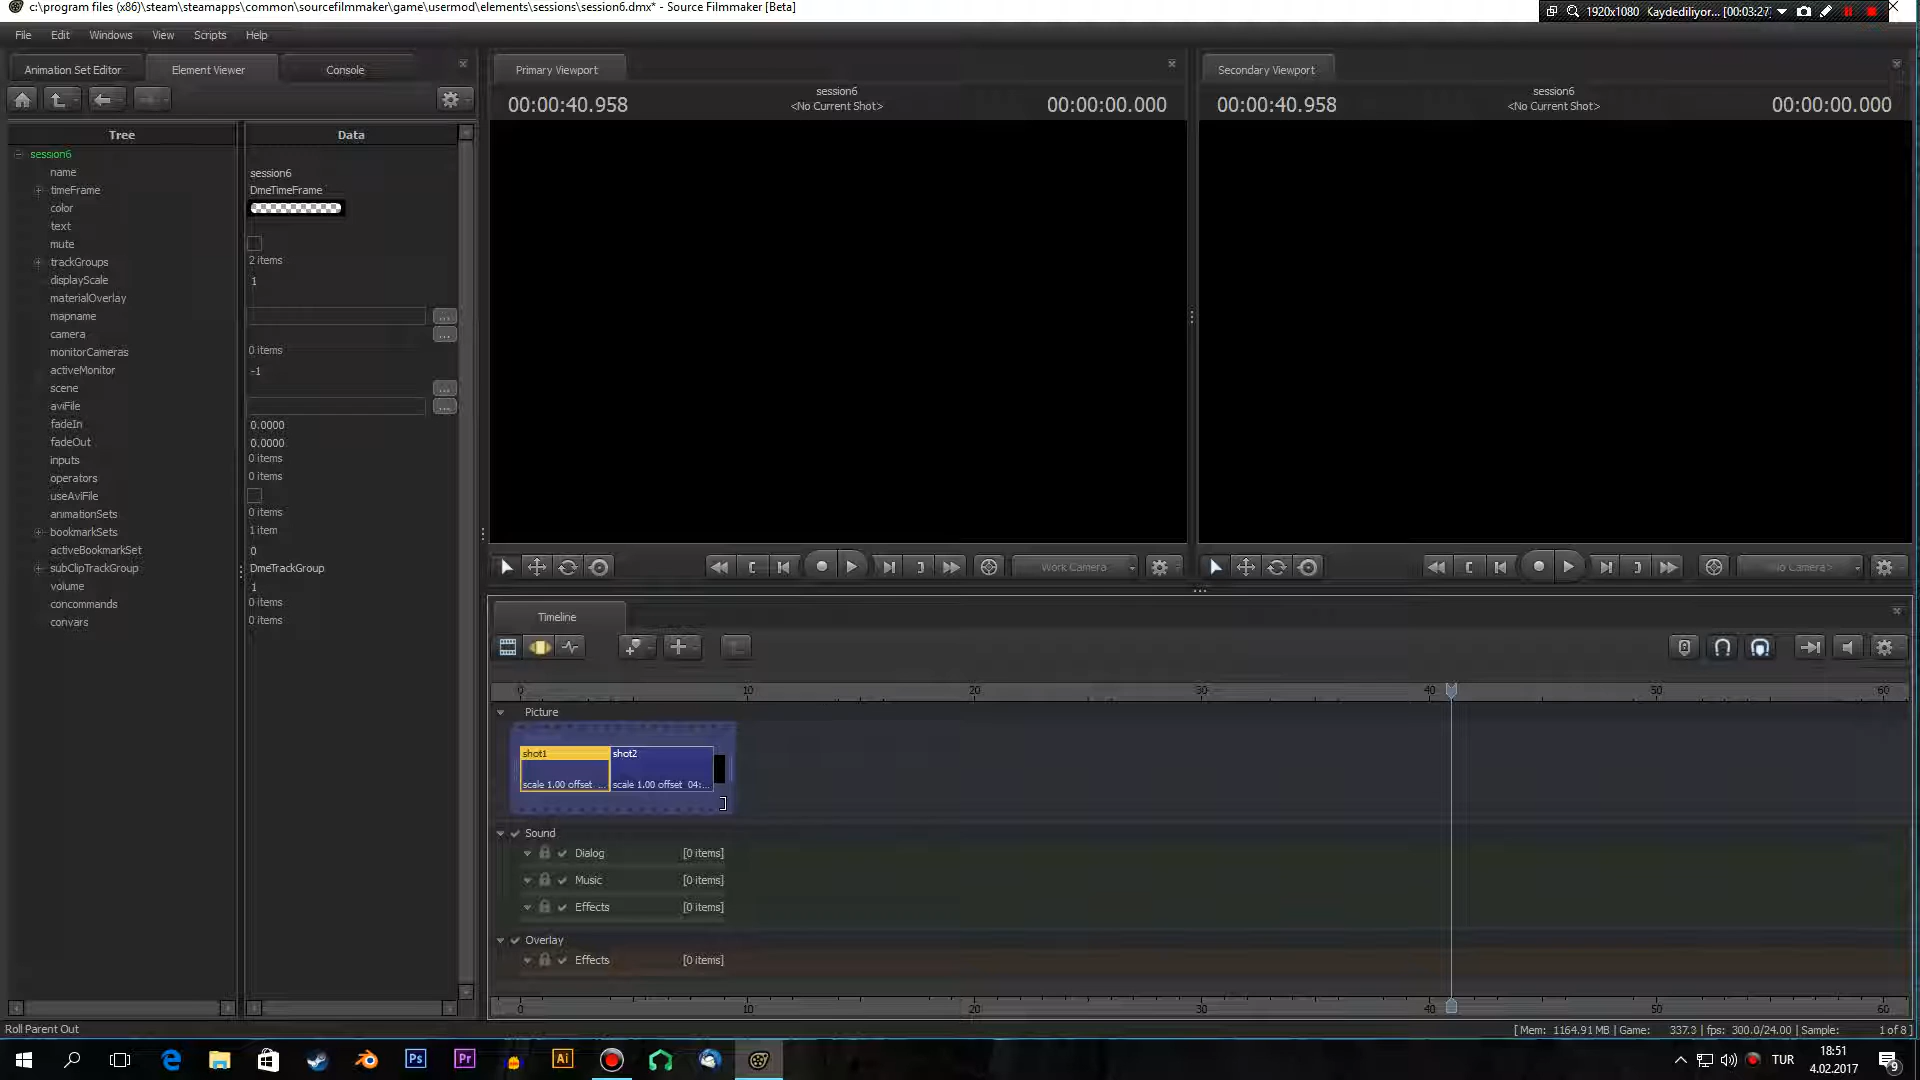 c:\program files (x86)\steam\steamapps\common\sourcefilmmaker\game\usermod\elements\sessions\session6.dmx* - Source Filmmaker [Beta]
1920x1080 Kaydediliyor... [00:03:27]
File Edit Windows View Scripts Help
Animation Set Editor Element Viewer Console
Primary Viewport
Secondary Viewport
00:00:40.958 session6 00:00:00.000
<No Current Shot>
00:00:40.958 session6 00:00:00.000
<No Current Shot>
Tree Data
session6
name session6
timeFrame DmeTimeFrame
color
text
mute
trackGroups 2 items
displayScale 1
materialOverlay
mapname ...
camera ...
monitorCameras 0 items
activeMonitor -1
scene ...
aviFile ...
fadeIn 0.0000
fadeOut 0.0000
inputs 0 items
operators 0 items
useAviFile
animationSets 0 items
bookmarkSets 1 item
activeBookmarkSet 0
subClipTrackGroup DmeTrackGroup
volume 1
concommands 0 items
convars 0 items
Work Camera
Timeline
0 10 20 30 40 50 60
Picture
shot1 shot2
scale 1.00 offset ... scale 1.00 offset 04:...
Sound
Dialog [0 items]
Music [0 items]
Effects [0 items]
Overlay
Effects [0 items]
0 10 20 30 40 50 60
Roll Parent Out
[ Mem: 1164.91 MB | Game: 337.3 | fps: 300.0/24.00 | Sample: 1 of 8 ]
Ps Pr Ai
TUR
18:51
4.02.2017
9